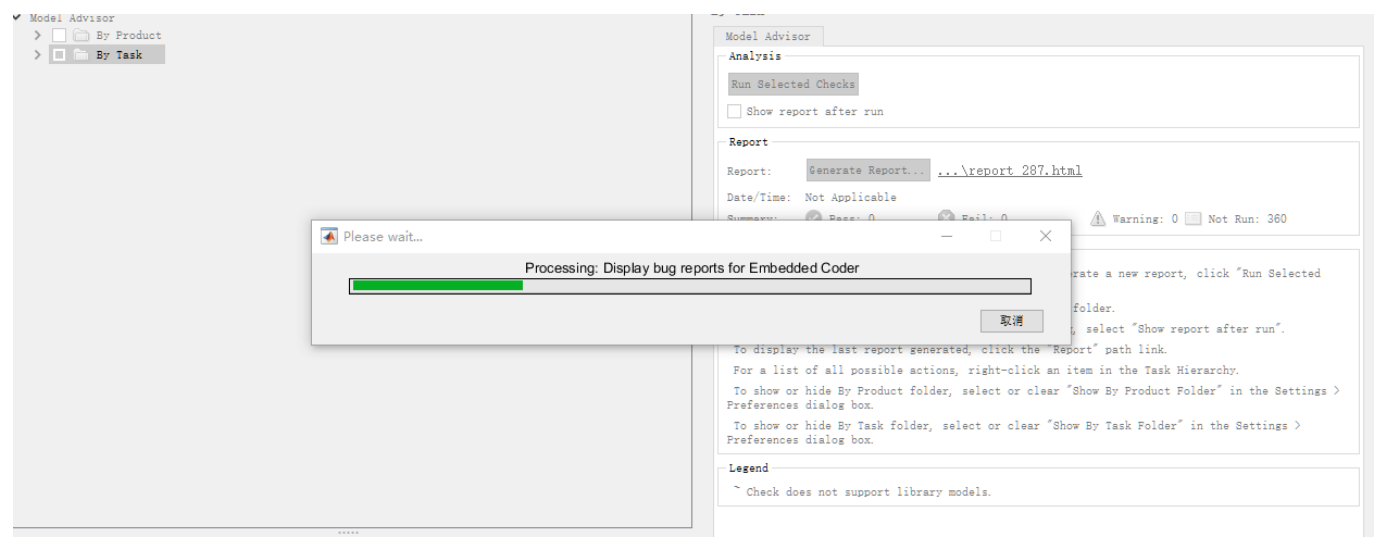 Model Advisor
By Product
By Task
Model Advisor
Analysis
Run Selected Checks
Show report after run
Report
Report: Generate Report... ...\report 287.html
Date/Time: Not Applicable
Summary: Pass: 0 Fail: 0 Warning: 0 Not Run: 360
Please wait...
Processing: Display bug reports for Embedded Coder
取消
rate a new report, click "Run Selected
folder.
, select "Show report after run".
To display the last report generated, click the "Report" path link.
For a list of all possible actions, right-click an item in the Task Hierarchy.
To show or hide By Product folder, select or clear "Show By Product Folder" in the Settings >
Preferences dialog box.
To show or hide By Task folder, select or clear "Show By Task Folder" in the Settings >
Preferences dialog box.
Legend
~ Check does not support library models.